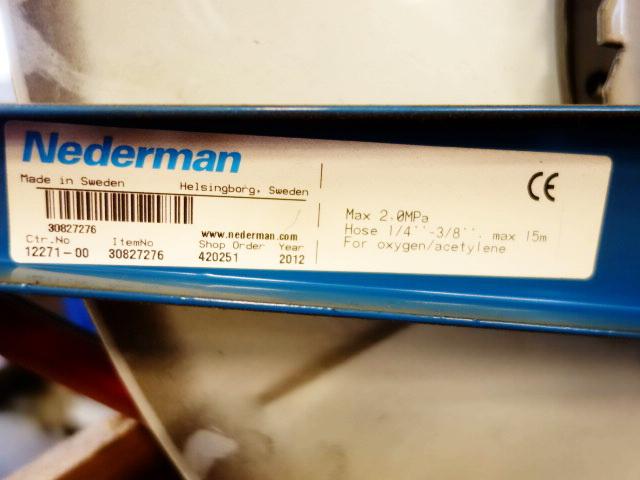 Nederman
Made in Sweden Helsingborg, Sweden
30827276
www.nederman.com
Ctr.No ItemNo Shop Order Year
12271-00 30827276 420251 2012
CE
Max 2.0MPa
Hose 1/4''-3/8''. max 15m
For oxygen/acetylene